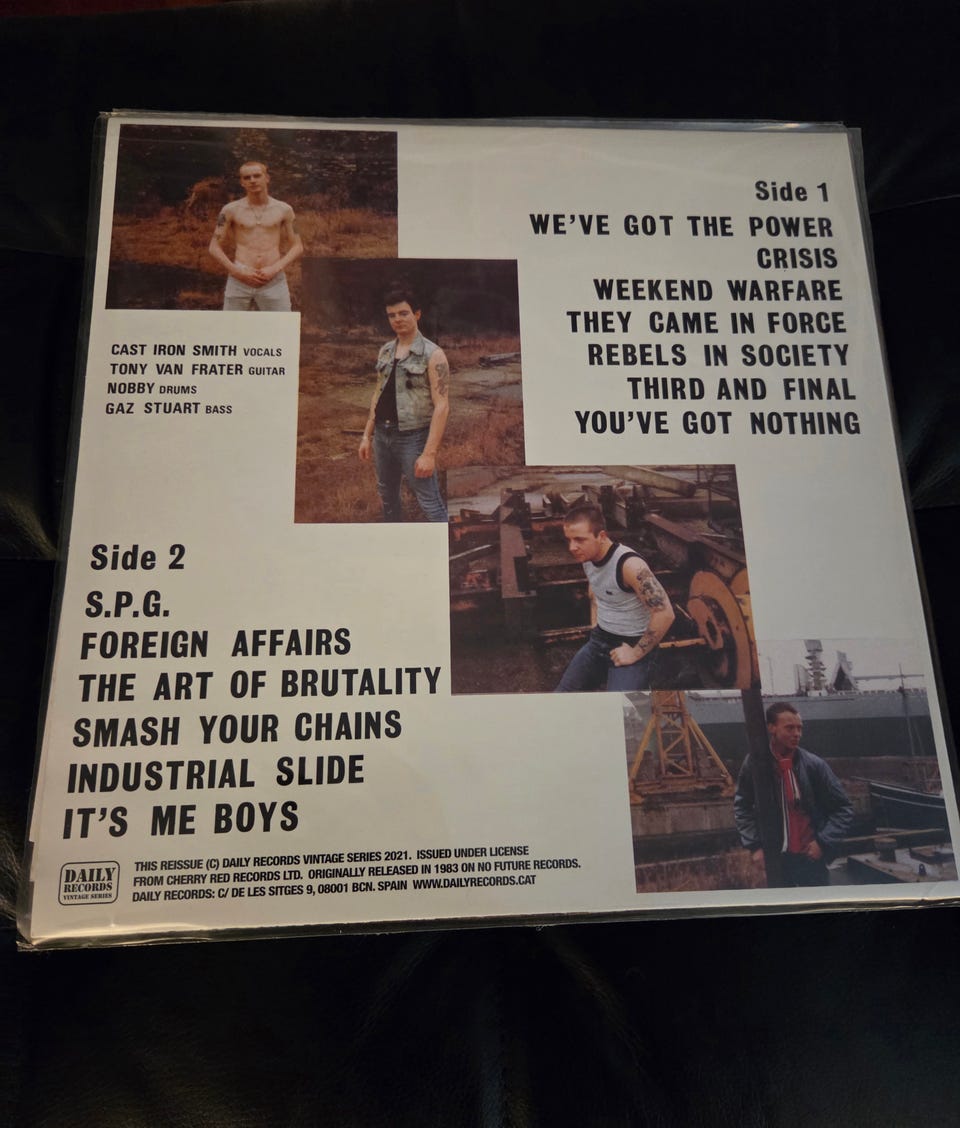 Side 1
WE'VE GOT THE POWER
CRISIS
WEEKEND WARFARE
THEY CAME IN FORCE
REBELS IN SOCIETY
THIRD AND FINAL
YOU'VE GOT NOTHING
CAST IRON SMITH VOCALS
TONY VAN FRATER GUITAR
NOBBY DRUMS
GAZ STUART BASS
Side 2
S.P.G.
FOREIGN AFFAIRS
THE ART OF BRUTALITY
SMASH YOUR CHAINS
INDUSTRIAL SLIDE
IT'S ME BOYS
DAILY
RECORDS
VINTAGE SERIES
THIS REISSUE (C) DAILY RECORDS VINTAGE SERIES 2021. ISSUED UNDER LICENSE
FROM CHERRY RED RECORDS LTD. ORIGINALLY RELEASED IN 1983 ON NO FUTURE RECORDS.
DAILY RECORDS: C/ DE LES SITGES 9, 08001 BCN. SPAIN WWW.DAILYRECORDS.CAT